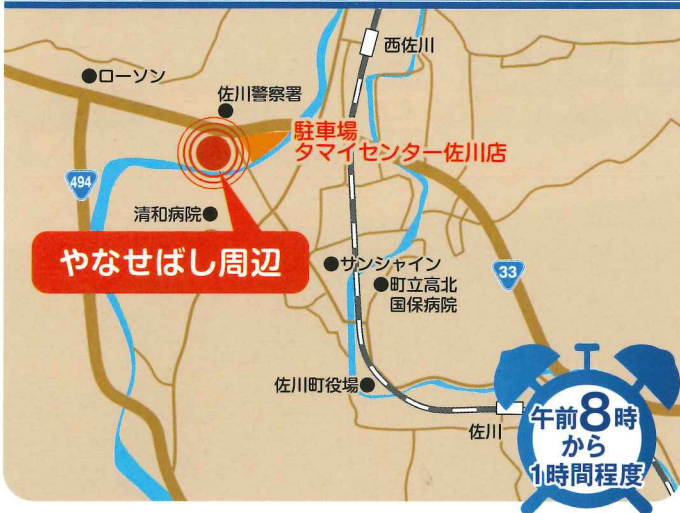 西佐川
ローソン
佐川警察署
駐車場
タマイセンター佐川店
494
清和病院
やなせばし周辺
サンシャイン
33
町立高北
国保病院
佐川町役場
佐川
午前8時
から
1時間程度